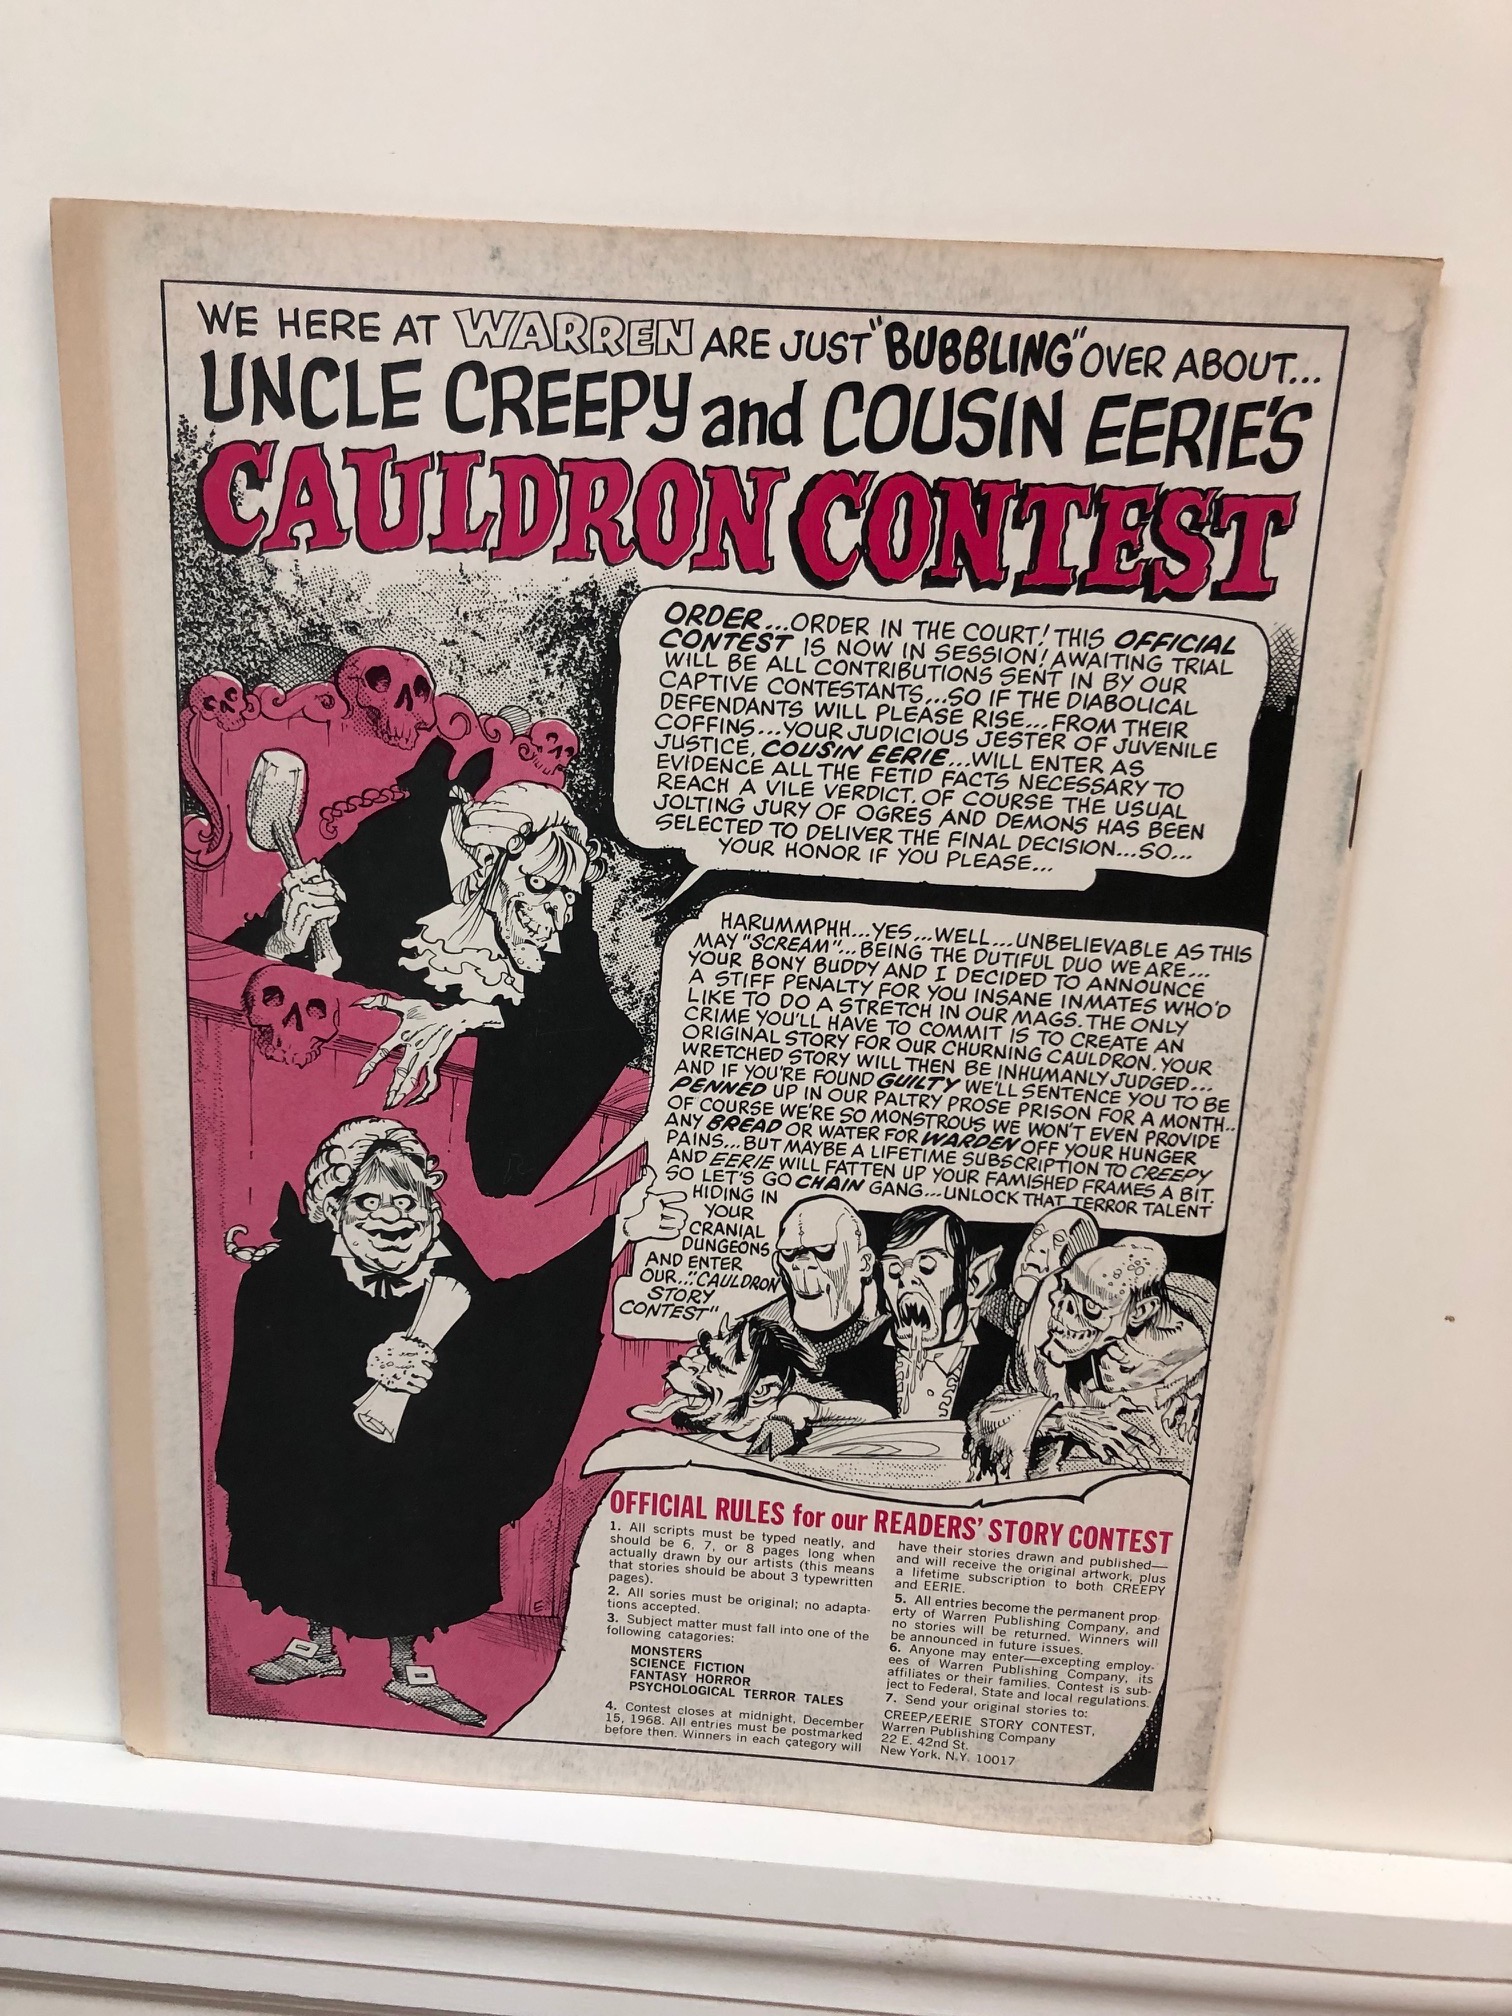 WE HERE AT WARREN ARE JUST "BUBBLING" OVER ABOUT...
UNCLE CREEPY and COUSIN EERIE'S
CAULDRON CONTEST
ORDER...ORDER IN THE COURT! THIS OFFICIAL
CONTEST IS NOW IN SESSION! AWAITING TRIAL
WILL BE ALL CONTRIBUTIONS SENT IN BY OUR
CAPTIVE CONTESTANTS...SO IF THE DIABOLICAL
DEFENDANTS WILL PLEASE RISE...FROM THEIR
COFFINS...YOUR JUDICIOUS JESTER OF JUVENILE
JUSTICE, COUSIN EERIE...WILL ENTER AS
EVIDENCE ALL THE FETID FACTS NECESSARY TO
REACH A VILE VERDICT. OF COURSE THE USUAL
JOLTING JURY OF OGRES AND DEMONS HAS BEEN
SELECTED TO DELIVER THE FINAL DECISION...SO...
YOUR HONOR IF YOU PLEASE...
HARUMMPHH...YES...WELL...UNBELIEVABLE AS THIS
MAY "SCREAM"...BEING THE DUTIFUL DUO WE ARE...
YOUR BONY BUDDY AND I DECIDED TO ANNOUNCE
A STIFF PENALTY FOR YOU INSANE INMATES WHO'D
LIKE TO DO A STRETCH IN OUR MAGS. THE ONLY
CRIME YOU'LL HAVE TO COMMIT IS TO CREATE AN
ORIGINAL STORY FOR OUR CHURNING CAULDRON. YOUR
WRETCHED STORY WILL THEN BE INHUMANLY JUDGED...
AND IF YOU'RE FOUND GUILTY WE'LL SENTENCE YOU TO BE
PENNED UP IN OUR PALTRY PROSE PRISON FOR A MONTH..
OF COURSE WE'RE SO MONSTROUS WE WON'T EVEN PROVIDE
ANY BREAD OR WATER FOR WARDEN OFF YOUR HUNGER
PAINS...BUT MAYBE A LIFETIME SUBSCRIPTION TO CREEPY
AND EERIE WILL FATTEN UP YOUR FAMISHED FRAMES A BIT.
SO LET'S GO CHAIN GANG...UNLOCK THAT TERROR TALENT
HIDING IN
YOUR
CRANIAL
DUNGEONS
AND ENTER
OUR..."CAULDRON
STORY
CONTEST"
OFFICIAL RULES for our READERS' STORY CONTEST
1. All scripts must be typed neatly, and
should be 6, 7, or 8 pages long when
actually drawn by our artists (this means
that stories should be about 3 typewritten
pages).
2. All sories must be original; no adapta-
tions accepted.
3. Subject matter must fall into one of the
following catagories:
MONSTERS
SCIENCE FICTION
FANTASY HORROR
PSYCHOLOGICAL TERROR TALES
4. Contest closes at midnight, December
15, 1968. All entries must be postmarked
before then. Winners in each category will
have their stories drawn and published—
and will receive the original artwork, plus
a lifetime subscription to both CREEPY
and EERIE.
5. All entries become the permanent prop-
erty of Warren Publishing Company, and
no stories will be returned. Winners will
be announced in future issues.
6. Anyone may enter—excepting employ-
ees of Warren Publishing Company, its
affiliates or their families. Contest is sub-
ject to Federal, State and local regulations.
7. Send your original stories to:
CREEP/EERIE STORY CONTEST,
Warren Publishing Company
22 E. 42nd St.
New York, N.Y. 10017